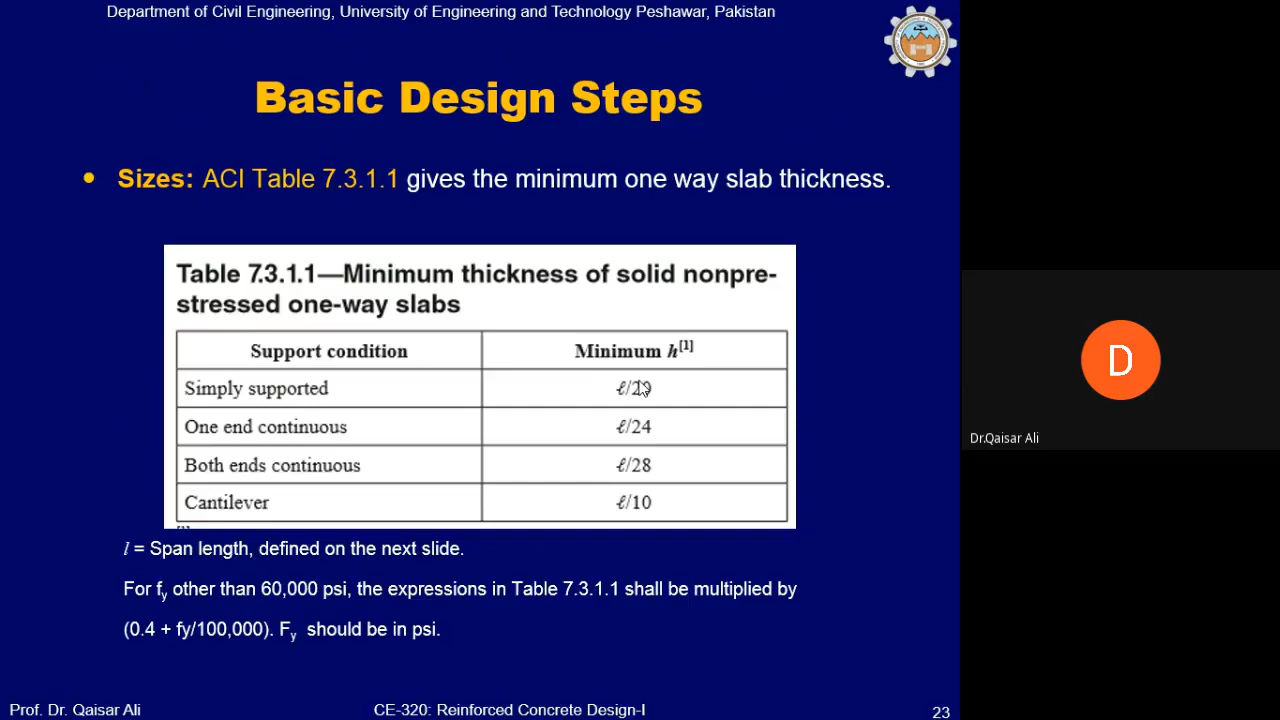 Department of Civil Engineering, University of Engineering and Technology Peshawar, Pakistan
Basic Design Steps
• Sizes: ACI Table 7.3.1.1 gives the minimum one way slab thickness.
Table 7.3.1.1—Minimum thickness of solid nonpre-
stressed one-way slabs
Support condition Minimum h[1]
Simply supported ℓ/20
One end continuous ℓ/24
Both ends continuous ℓ/28
Cantilever ℓ/10
l = Span length, defined on the next slide.
For fy other than 60,000 psi, the expressions in Table 7.3.1.1 shall be multiplied by
(0.4 + fy/100,000). Fy should be in psi.
Prof. Dr. Qaisar Ali CE-320: Reinforced Concrete Design-I 23
D
Dr.Qaisar Ali